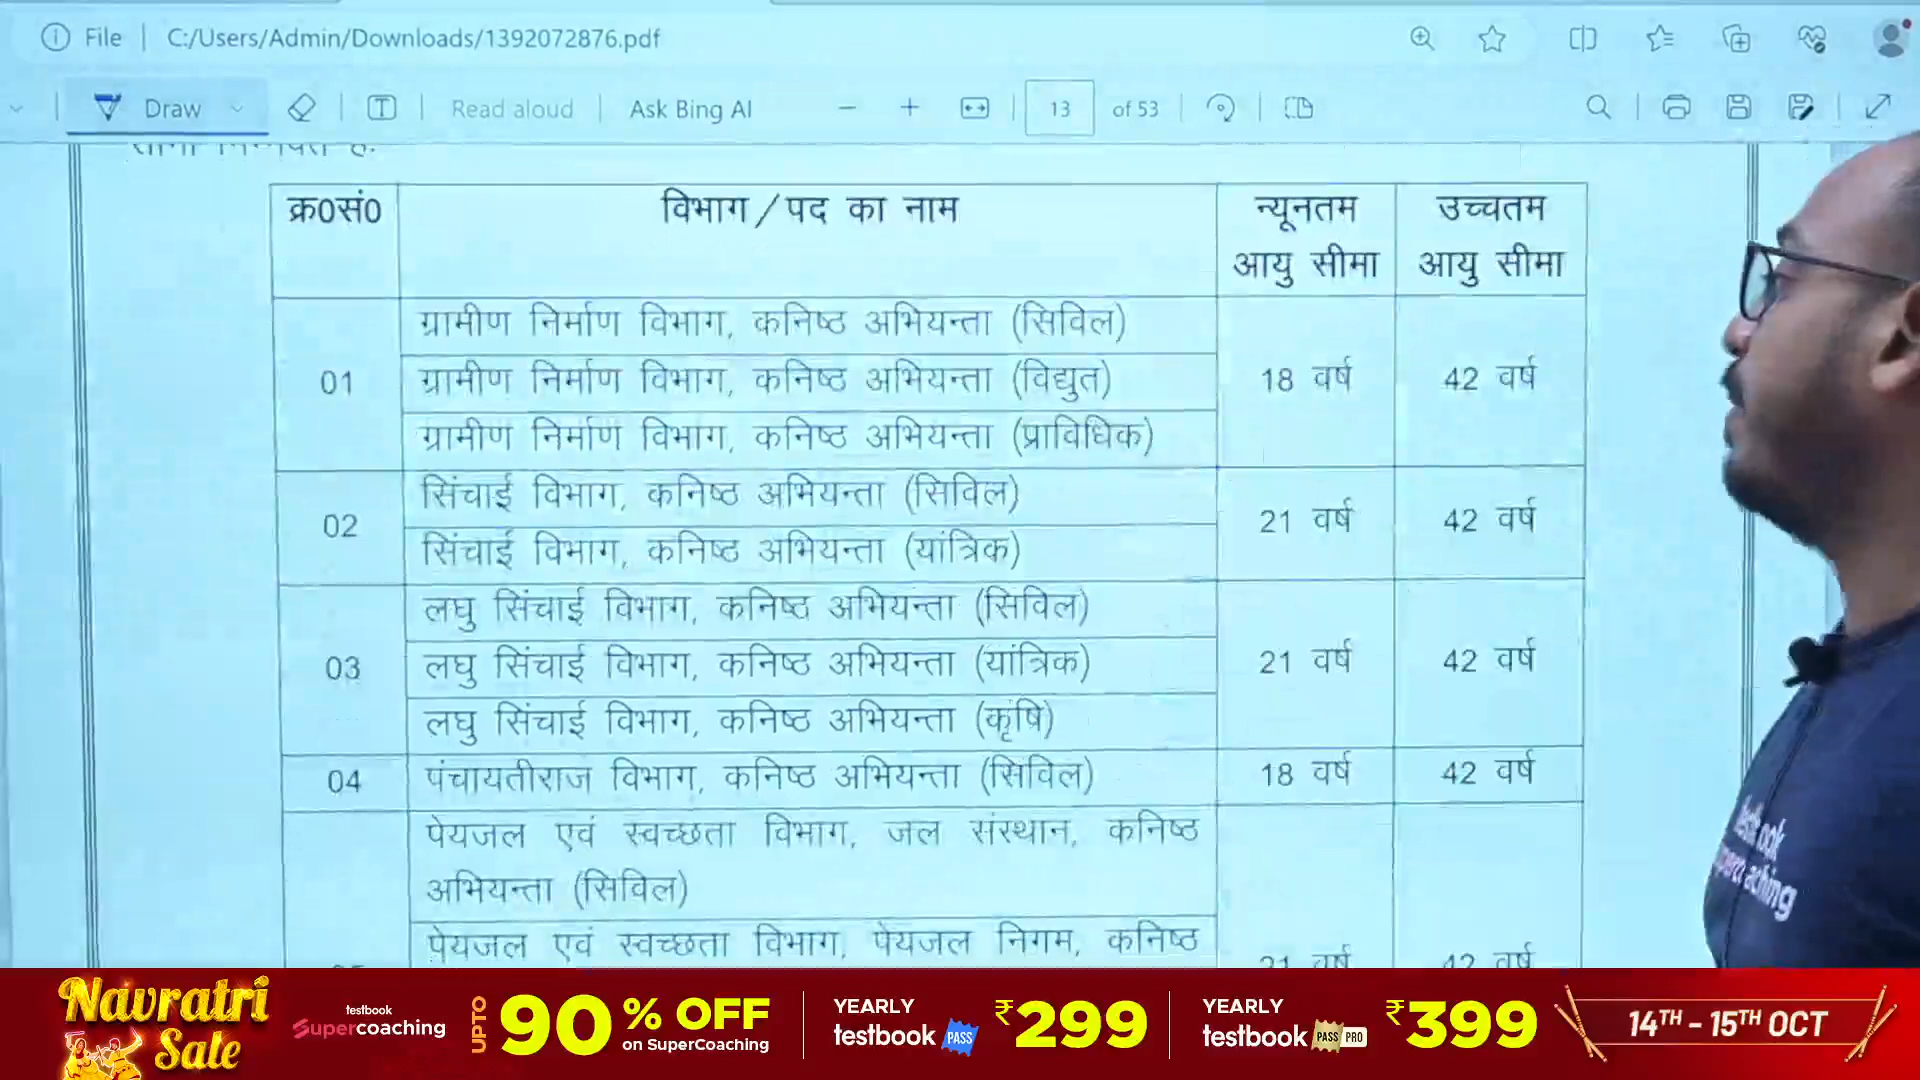 File | C:/Users/Admin/Downloads/1392072876.pdf
Draw Read aloud Ask Bing AI 13 of 53
क्र0सं0 विभाग/पद का नाम न्यूनतम आयु सीमा उच्चतम आयु सीमा
01 ग्रामीण निर्माण विभाग, कनिष्ठ अभियन्ता (सिविल) 18 वर्ष 42 वर्ष
ग्रामीण निर्माण विभाग, कनिष्ठ अभियन्ता (विद्युत)
ग्रामीण निर्माण विभाग, कनिष्ठ अभियन्ता (प्राविधिक)
02 सिंचाई विभाग, कनिष्ठ अभियन्ता (सिविल) 21 वर्ष 42 वर्ष
सिंचाई विभाग, कनिष्ठ अभियन्ता (यांत्रिक)
03 लघु सिंचाई विभाग, कनिष्ठ अभियन्ता (सिविल) 21 वर्ष 42 वर्ष
लघु सिंचाई विभाग, कनिष्ठ अभियन्ता (यांत्रिक)
लघु सिंचाई विभाग, कनिष्ठ अभियन्ता (कृषि)
04 पंचायतीराज विभाग, कनिष्ठ अभियन्ता (सिविल) 18 वर्ष 42 वर्ष
पेयजल एवं स्वच्छता विभाग, जल संस्थान, कनिष्ठ
अभियन्ता (सिविल)
पेयजल एवं स्वच्छता विभाग, पेयजल निगम, कनिष्ठ 21 वर्ष 42 वर्ष
Navratri Sale
testbook Supercoaching
UPTO 90% OFF on SuperCoaching
YEARLY testbook PASS ₹299
YEARLY testbook PASS PRO ₹399
14TH - 15TH OCT